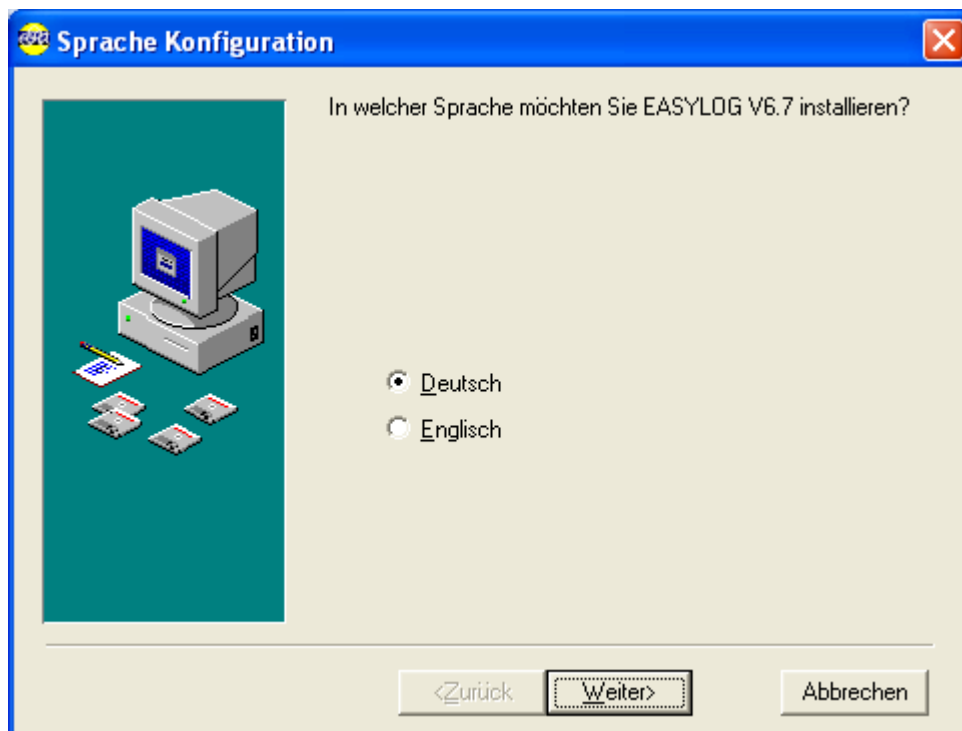 Sprache Konfiguration
In welcher Sprache möchten Sie EASYLOG V6.7 installieren?
Deutsch
Englisch
<Zurück
Weiter>
Abbrechen